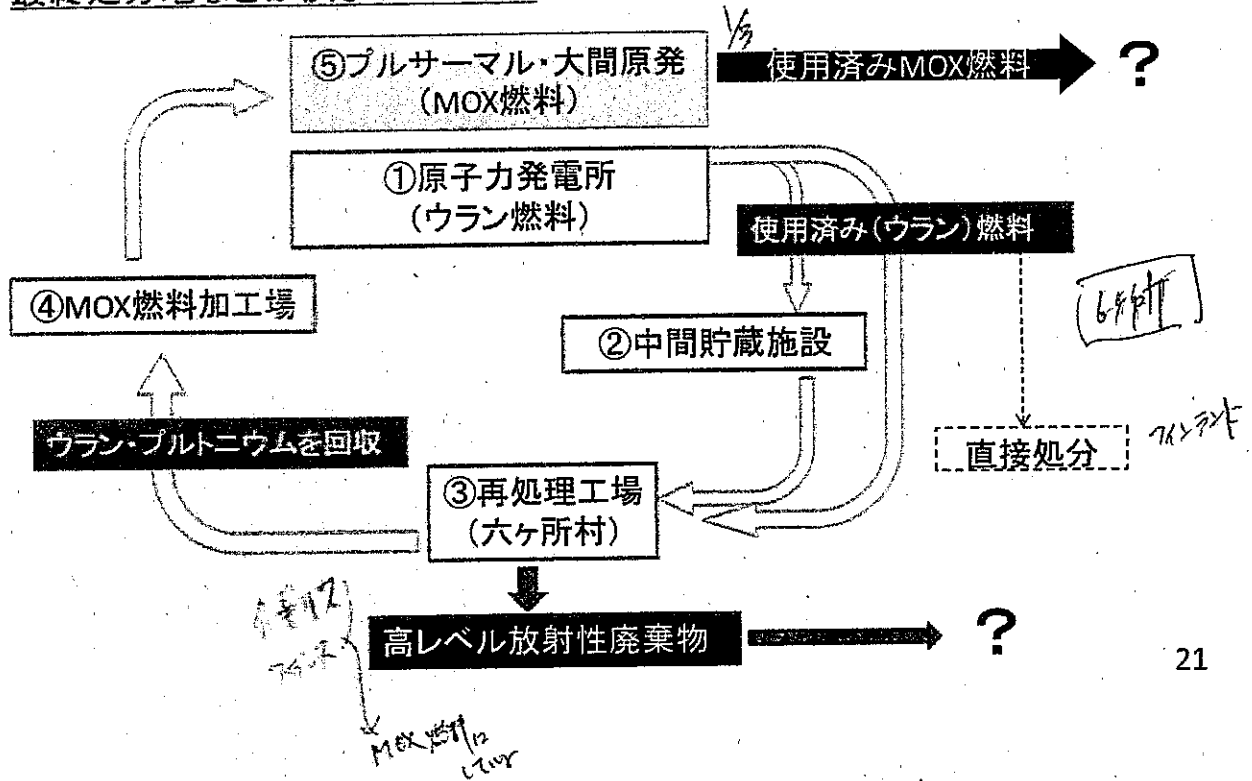 1/3
⑤プルサーマル・大間原発
(MOX燃料)
使用済みMOX燃料
?
①原子力発電所
(ウラン燃料)
使用済み(ウラン)燃料
④MOX燃料加工場
②中間貯蔵施設
ウラン・プルトニウムを回収
直接処分
フィンランド
③再処理工場
(六ヶ所村)
高レベル放射性廃棄物
?
21
MOX燃料に